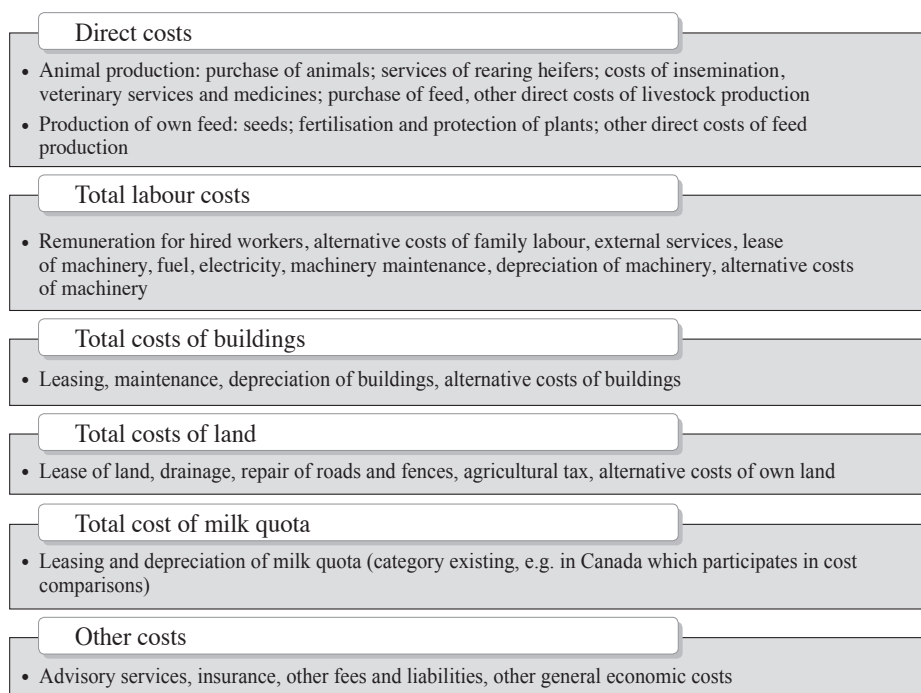 Direct costs
• Animal production: purchase of animals; services of rearing heifers; costs of insemination,
veterinary services and medicines; purchase of feed, other direct costs of livestock production
• Production of own feed: seeds; fertilisation and protection of plants; other direct costs of feed
production
Total labour costs
• Remuneration for hired workers, alternative costs of family labour, external services, lease
of machinery, fuel, electricity, machinery maintenance, depreciation of machinery, alternative costs
of machinery
Total costs of buildings
• Leasing, maintenance, depreciation of buildings, alternative costs of buildings
Total costs of land
• Lease of land, drainage, repair of roads and fences, agricultural tax, alternative costs of own land
Total cost of milk quota
• Leasing and depreciation of milk quota (category existing, e.g. in Canada which participates in cost
comparisons)
Other costs
• Advisory services, insurance, other fees and liabilities, other general economic costs